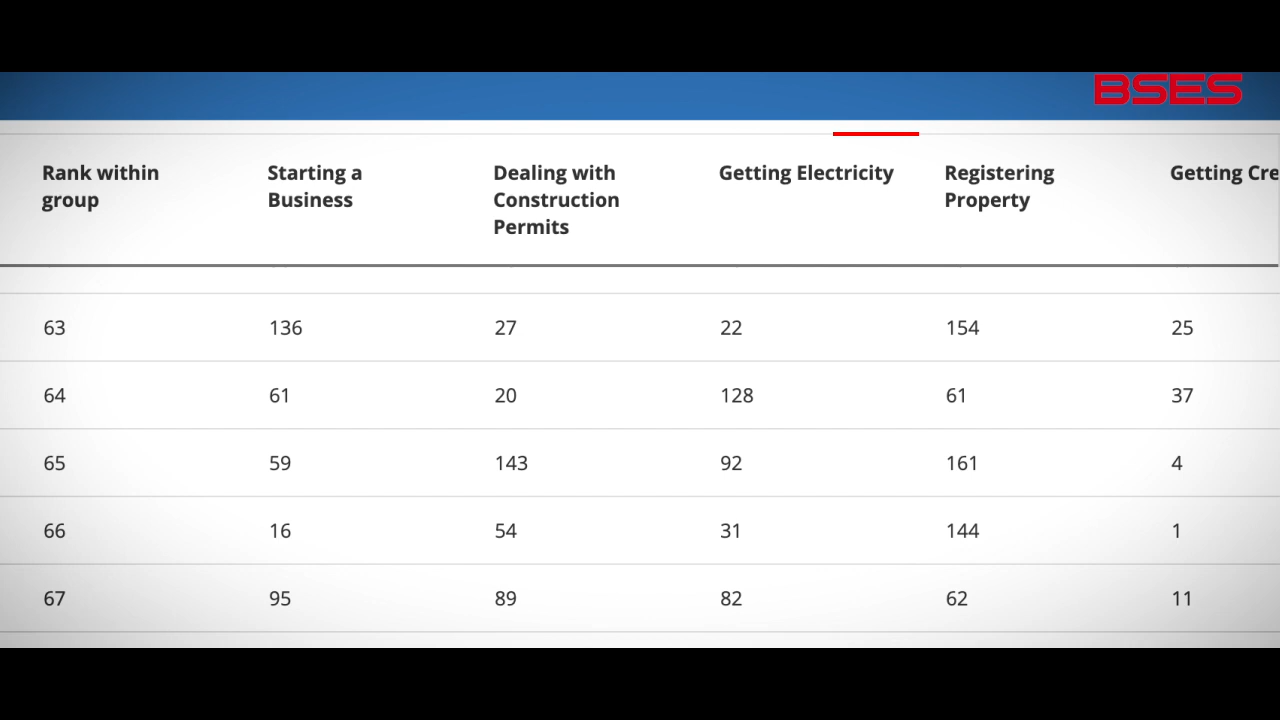 BSES
Rank within group Starting a Business Dealing with Construction Permits Getting Electricity Registering Property Getting Cre
63 136 27 22 154 25
64 61 20 128 61 37
65 59 143 92 161 4
66 16 54 31 144 1
67 95 89 82 62 11